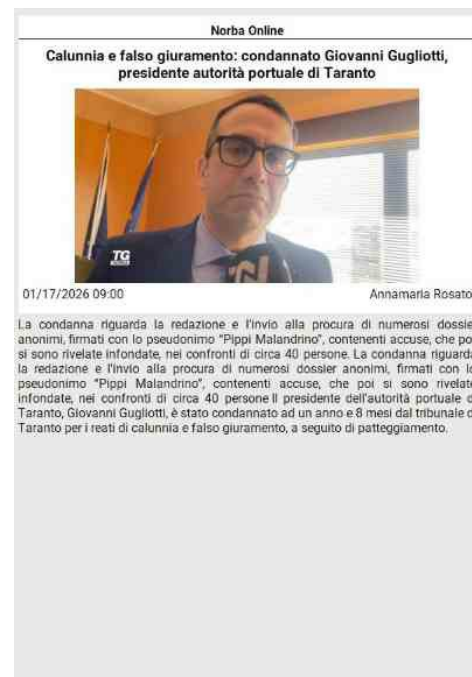 Norba Online
Calunnia e falso giuramento: condannato Giovanni Gugliotti,
presidente autorità portuale di Taranto
TG
01/17/2026 09:00
Annamaria Rosato
La condanna riguarda la redazione e l'invio alla procura di numerosi dossier
anonimi, firmati con lo pseudonimo "Pippi Malandrino", contenenti accuse, che poi
si sono rivelate infondate, nei confronti di circa 40 persone. La condanna riguarda
la redazione e l'invio alla procura di numerosi dossier anonimi, firmati con lo
pseudonimo "Pippi Malandrino", contenenti accuse, che poi si sono rivelate
infondate, nei confronti di circa 40 persone Il presidente dell'autorità portuale d
Taranto, Giovanni Gugliotti, è stato condannato ad un anno e 8 mesi dal tribunale d
Taranto per i reati di calunnia e falso giuramento, a seguito di patteggiamento.